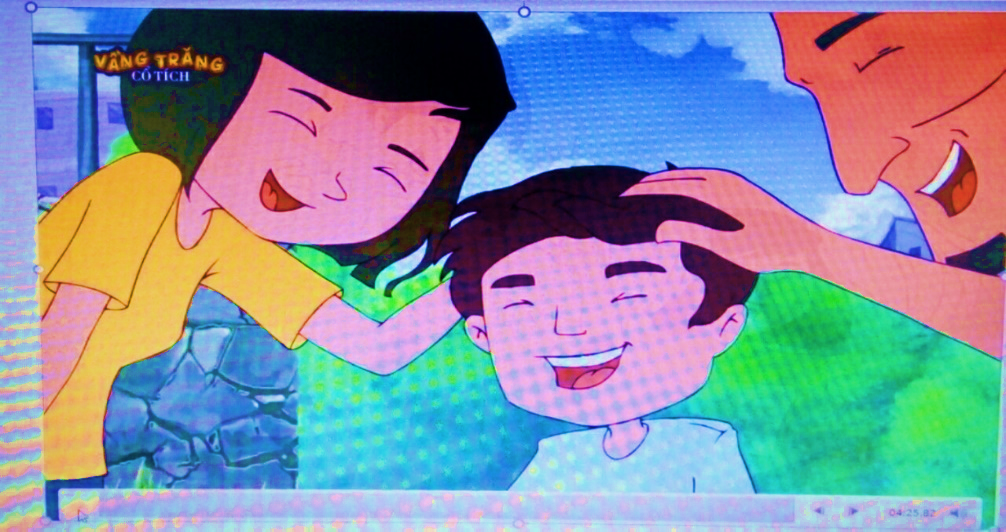 VẦNG TRĂNG
CỔ TÍCH
04:25.82